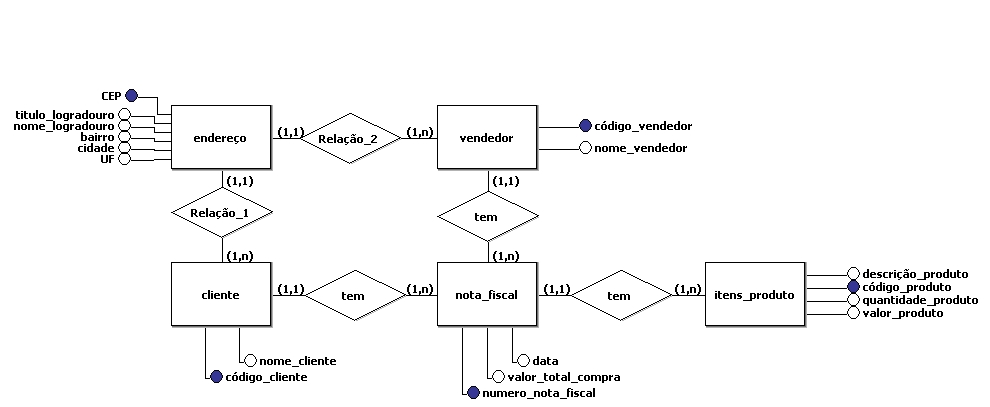 CEP
titulo_logradouro
nome_logradouro
bairro
cidade
UF
endereço
(1,1)
Relação_2
(1,n)
vendedor
código_vendedor
nome_vendedor
(1,1)
Relação_1
(1,n)
(1,1)
tem
(1,n)
cliente
(1,1)
tem
(1,n)
nota_fiscal
(1,1)
tem
(1,n)
itens_produto
descrição_produto
código_produto
quantidade_produto
valor_produto
nome_cliente
código_cliente
data
valor_total_compra
numero_nota_fiscal